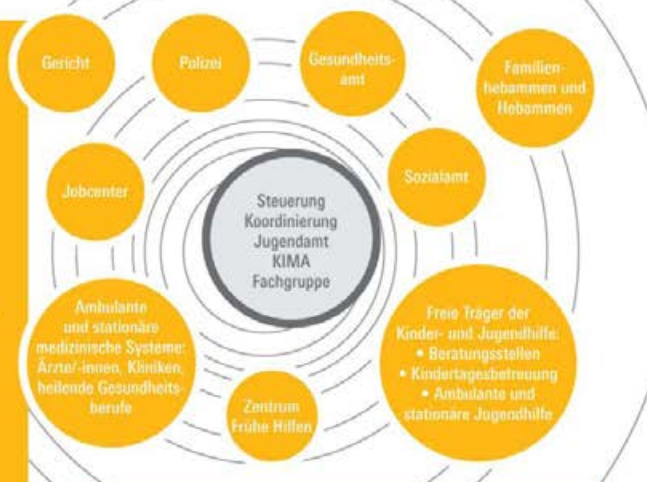 Gericht
Polizei
Gesundheits-
amt
Familien-
hebammen und
Hebammen
Jobcenter
Sozialamt
Steuerung
Koordinierung
Jugendamt
KIMA
Fachgruppe
Ambulante
und stationäre
medizinische Systeme:
Ärzte/-innen, Kliniken,
heilende Gesundheits-
berufe
Zentrum
Frühe Hilfen
Freie Träger der
Kinder- und Jugendhilfe:
• Beratungsstellen
• Kindertagesbetreuung
• Ambulante und
stationäre Jugendhilfe